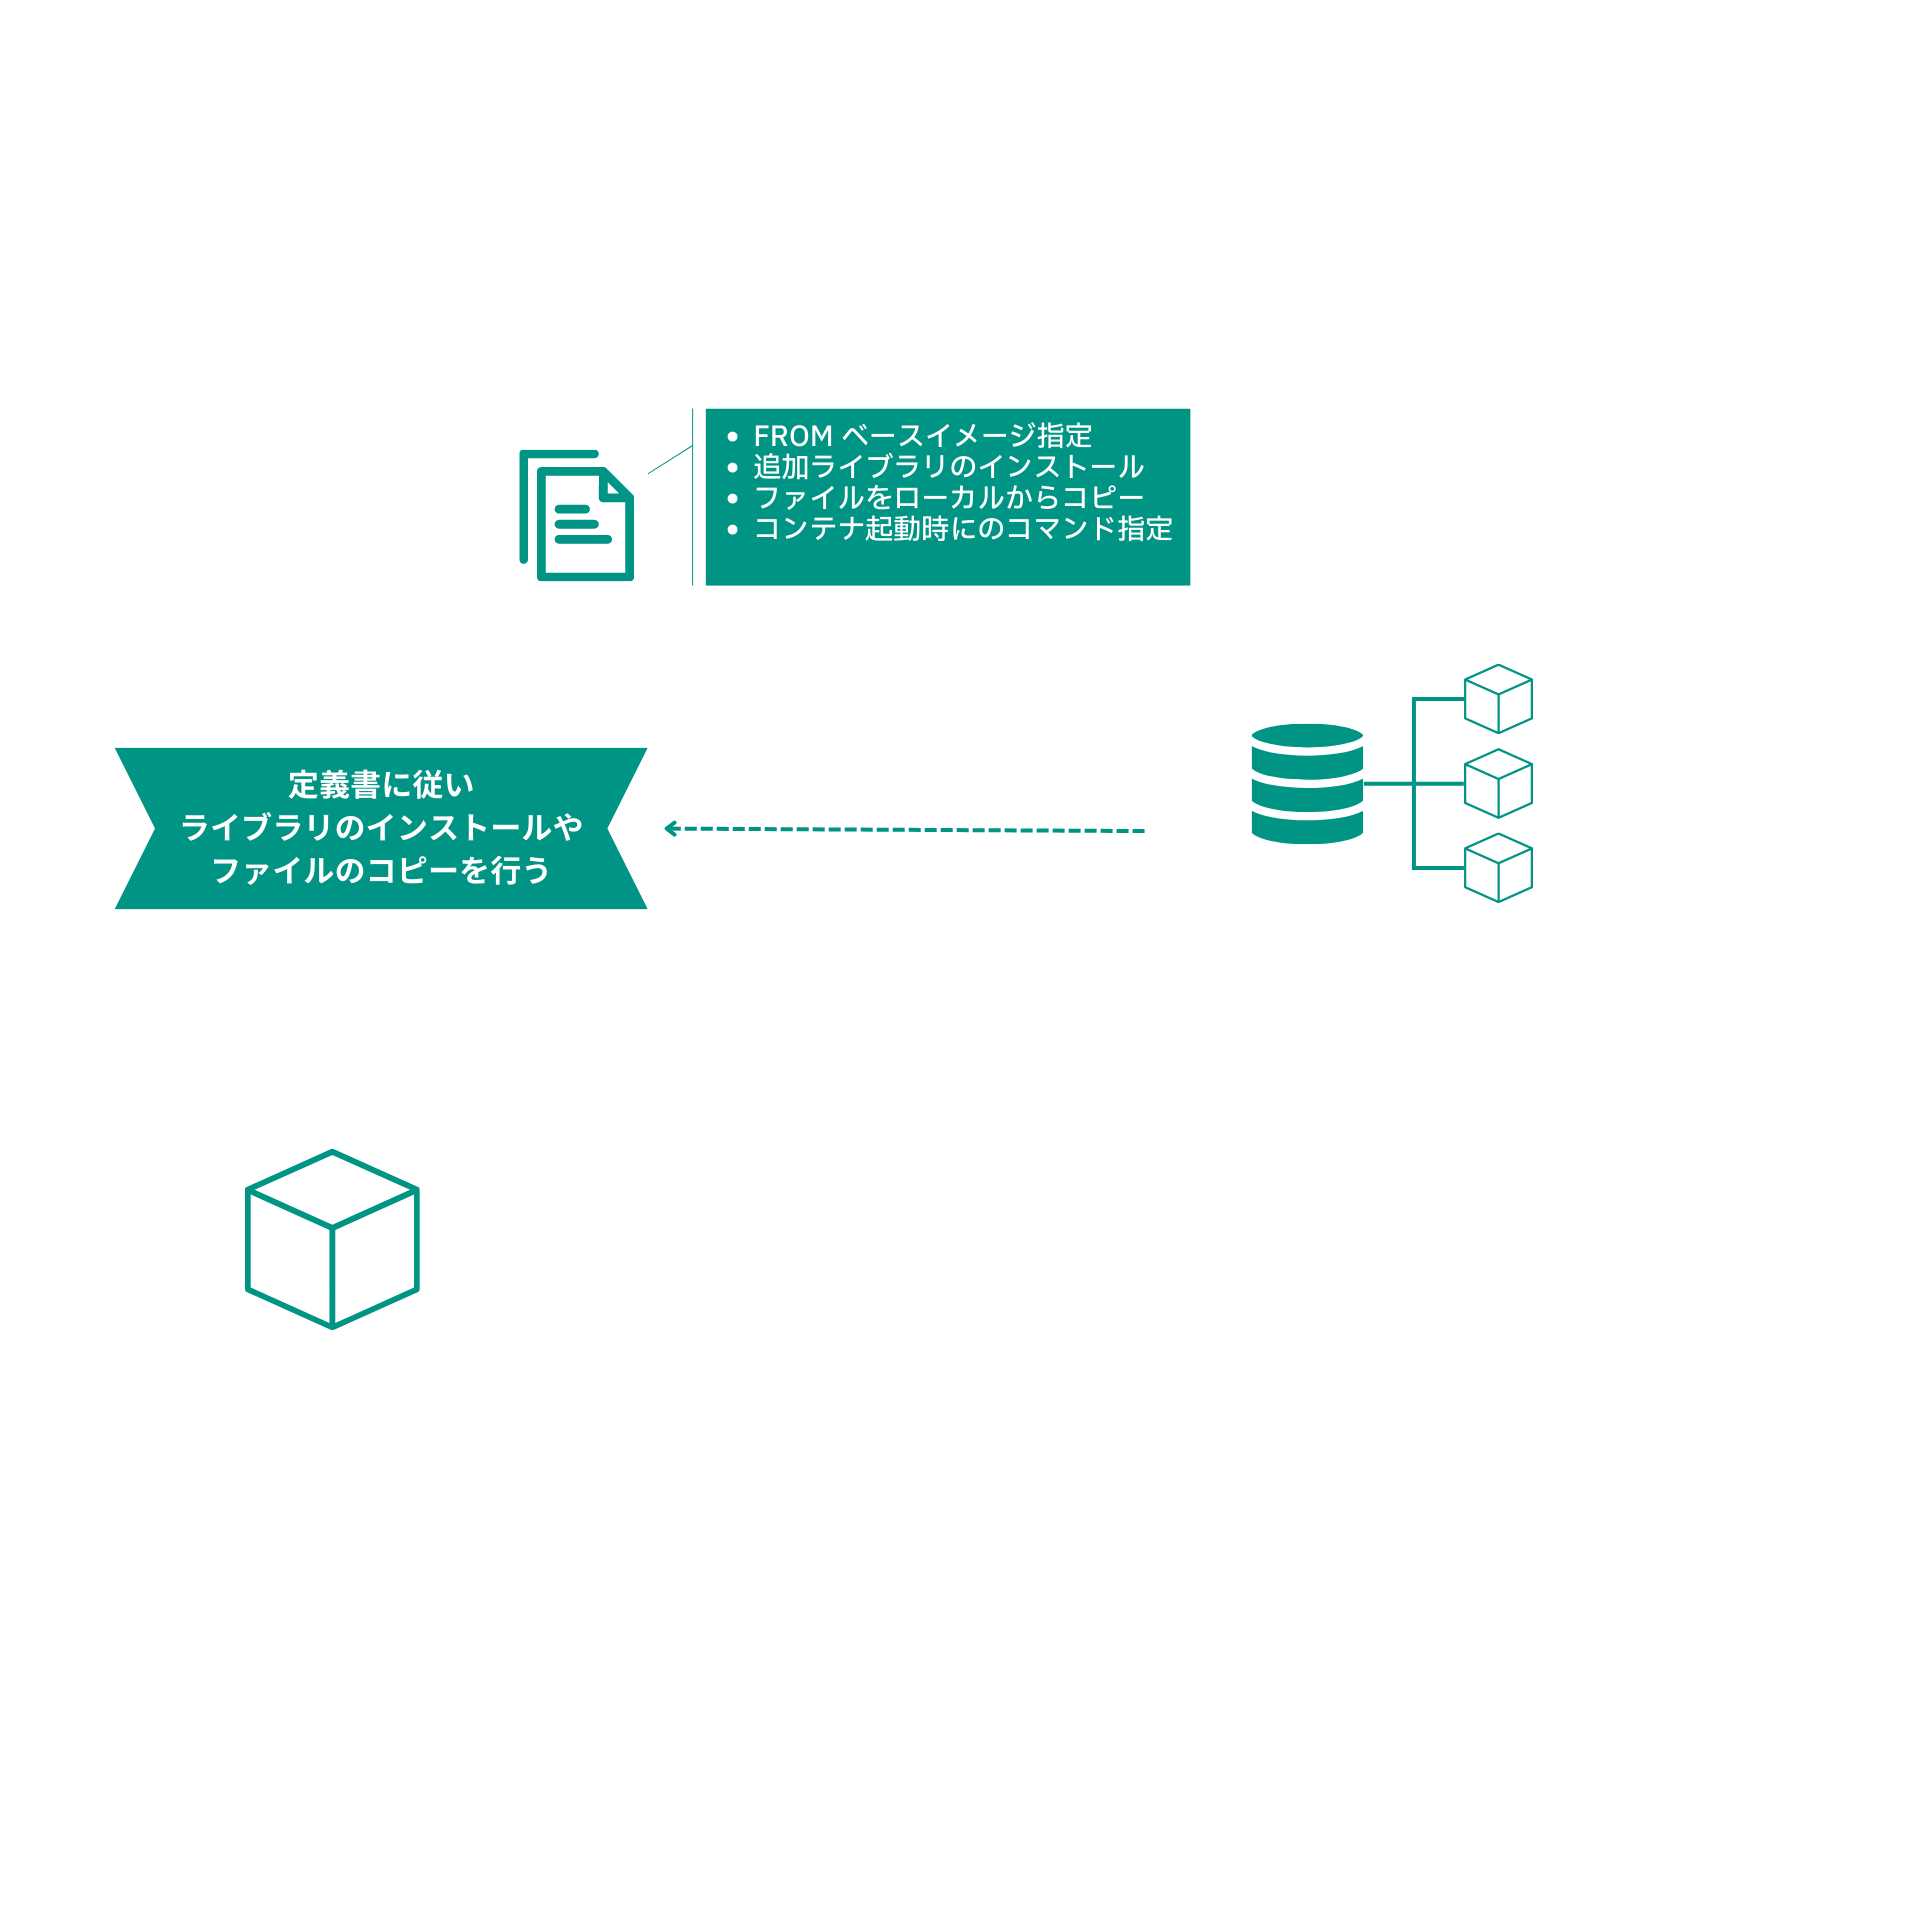 FROM ベースイメージ指定
追加ライブラリのインストール
ファイルをローカルからコピー
コンテナ起動時にのコマンド指定
定義書に従い
ライブラリのインストールや
ファイルのコピーを行う